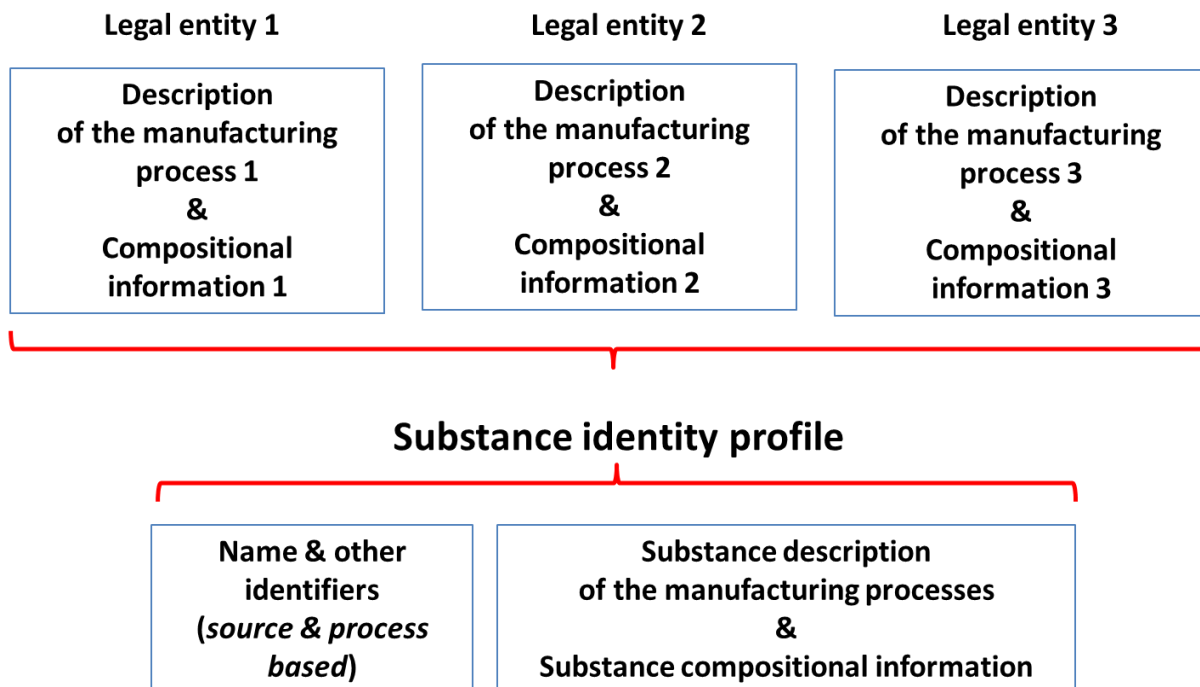 Legal entity 1
Legal entity 2
Legal entity 3
Description
of the manufacturing
process 1
&
Compositional
information 1
Description
of the manufacturing
process 2
&
Compositional
information 2
Description
of the manufacturing
process 3
&
Compositional
information 3
Substance identity profile
Name & other
identifiers
(source & process
based)
Substance description
of the manufacturing processes
&
Substance compositional information